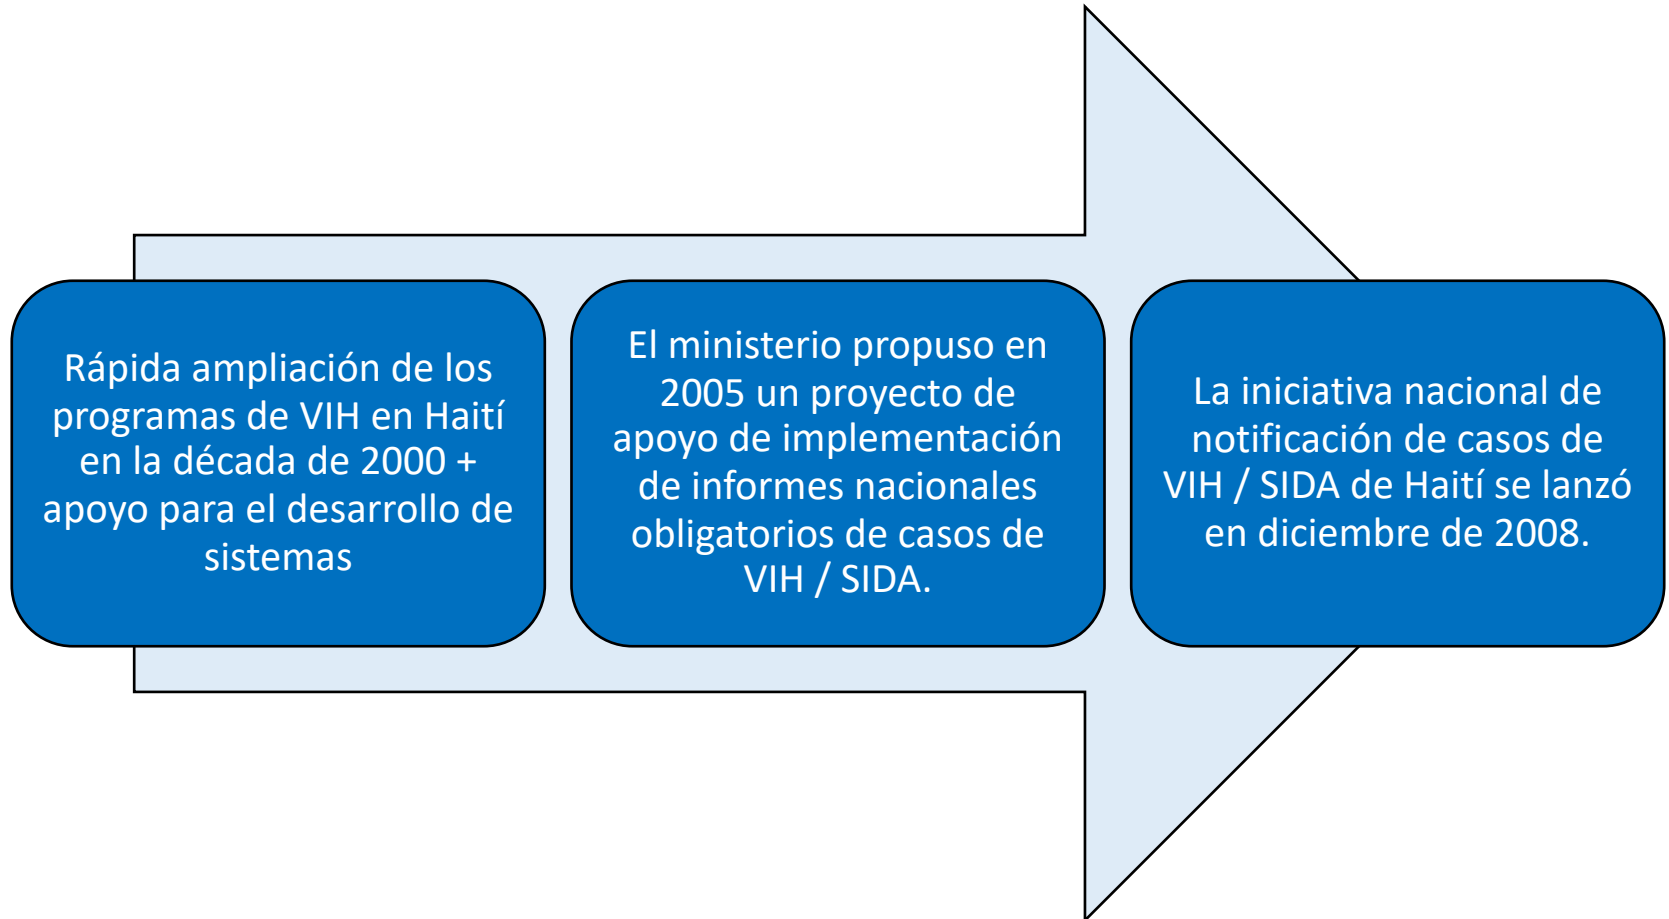 Rápida ampliación de los
programas de VIH en Haití
en la década de 2000 +
apoyo para el desarrollo de
sistemas
El ministerio propuso en
2005 un proyecto de
apoyo de implementación
de informes nacionales
obligatorios de casos de
VIH / SIDA.
La iniciativa nacional de
notificación de casos de
VIH / SIDA de Haití se lanzó
en diciembre de 2008.